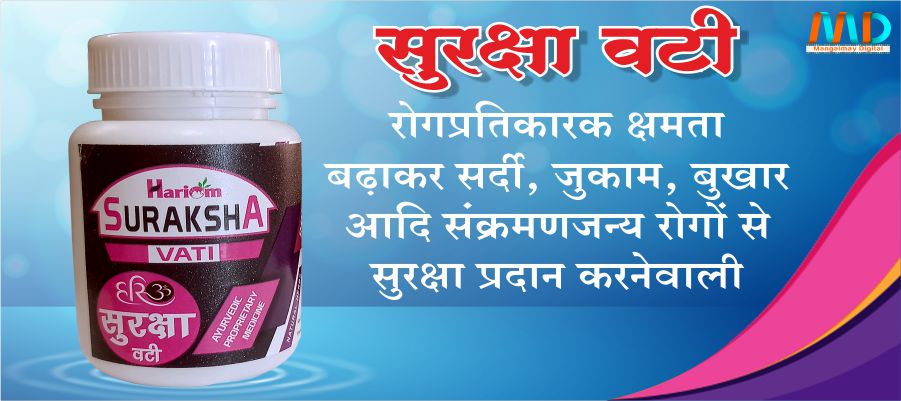 सुरक्षा वटी
रोगप्रतिकारक क्षमता
बढ़ाकर सर्दी, जुकाम, बुखार
आदि संक्रमणजन्य रोगों से
सुरक्षा प्रदान करनेवाली
MD
Mangalmay Digital
Hariom
SURAKSHA
VATI
हरि ॐ
सुरक्षा
वटी
AYURVEDIC
PROPRIETARY
MEDICINE